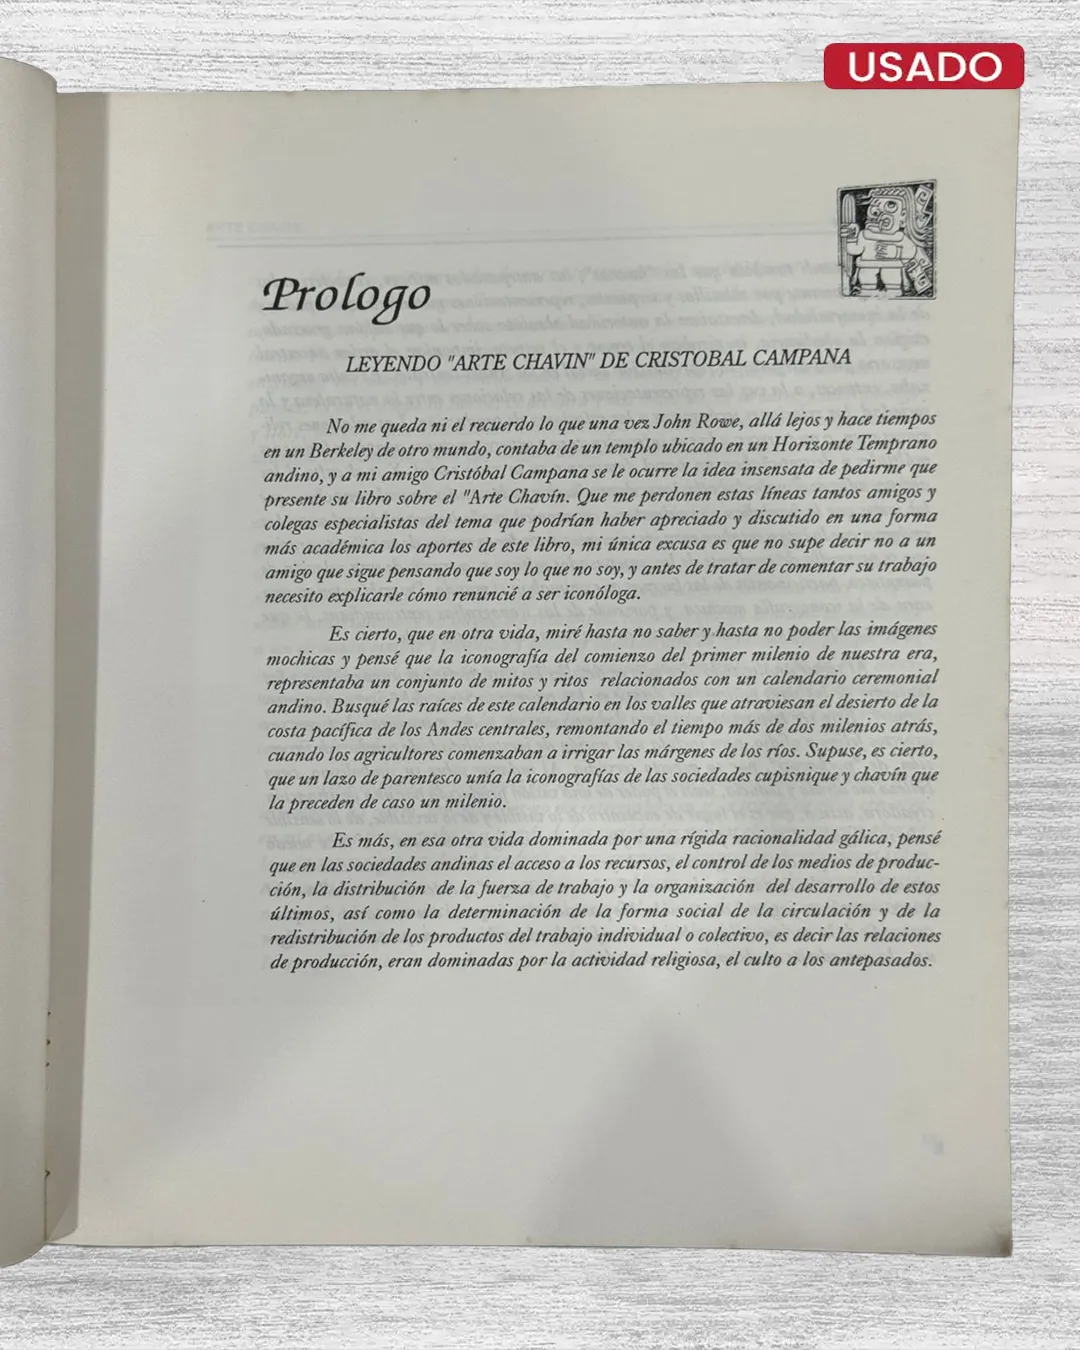 USADO
Prologo
LEYENDO "ARTE CHAVIN" DE CRISTOBAL CAMPANA
No me queda ni el recuerdo lo que una vez John Rowe, allá lejos y hace tiempos
en un Berkeley de otro mundo, contaba de un templo ubicado en un Horizonte Temprano
andino, y a mi amigo Cristóbal Campana se le ocurre la idea insensata de pedirme que
presente su libro sobre el "Arte Chavín. Que me perdonen estas líneas tantos amigos y
colegas especialistas del tema que podrían haber apreciado y discutido en una forma
más académica los aportes de este libro, mi única excusa es que no supe decir no a un
amigo que sigue pensando que soy lo que no soy, y antes de tratar de comentar su trabajo
necesito explicarle cómo renuncié a ser iconóloga.
Es cierto, que en otra vida, miré hasta no saber y hasta no poder las imágenes
mochicas y pensé que la iconografía del comienzo del primer milenio de nuestra era,
representaba un conjunto de mitos y ritos relacionados con un calendario ceremonial
andino. Busqué las raíces de este calendario en los valles que atraviesan el desierto de la
costa pacífica de los Andes centrales, remontando el tiempo más de dos milenios atrás,
cuando los agricultores comenzaban a irrigar las márgenes de los ríos. Supuse, es cierto,
que un lazo de parentesco unía la iconografías de las sociedades cupisnique y chavín que
la preceden de caso un milenio.
Es más, en esa otra vida dominada por una rígida racionalidad gálica, pensé
que en las sociedades andinas el acceso a los recursos, el control de los medios de produc-
ción, la distribución de la fuerza de trabajo y la organización del desarrollo de estos
últimos, así como la determinación de la forma social de la circulación y de la
redistribución de los productos del trabajo individual o colectivo, es decir las relaciones
de producción, eran dominadas por la actividad religiosa, el culto a los antepasados.